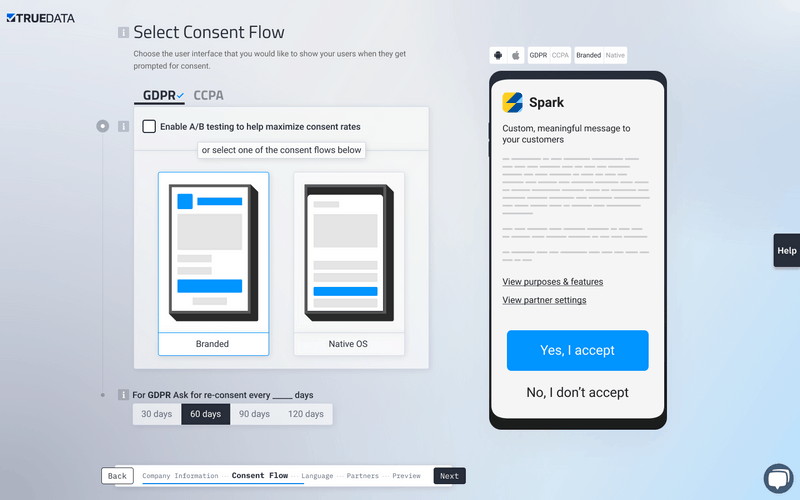 TRUEDATA
Select Consent Flow
Choose the user interface that you would like to show your users when they get
prompted for consent.
GDPR CCPA
Enable A/B testing to help maximize consent rates
or select one of the consent flows below
Branded
Native OS
For GDPR Ask for re-consent every _____ days
30 days 60 days 90 days 120 days
Back Company Information Consent Flow Language Partners Preview Next
GDPR CCPA Branded Native
Spark
Custom, meaningful message to
your customers
View purposes & features
View partner settings
Yes, I accept
No, I don’t accept
Help